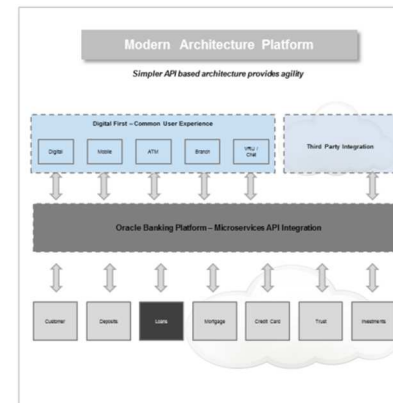 Modern Architecture Platform
Simpler API based architecture provides agility
Digital First – Common User Experience
Third Party Integration
Digital
Mobile
ATM
Branch
VRU /
Chat
Oracle Banking Platform – Microservices API Integration
Customer
Deposits
Loans
Mortgage
Credit Card
Trust
Investments